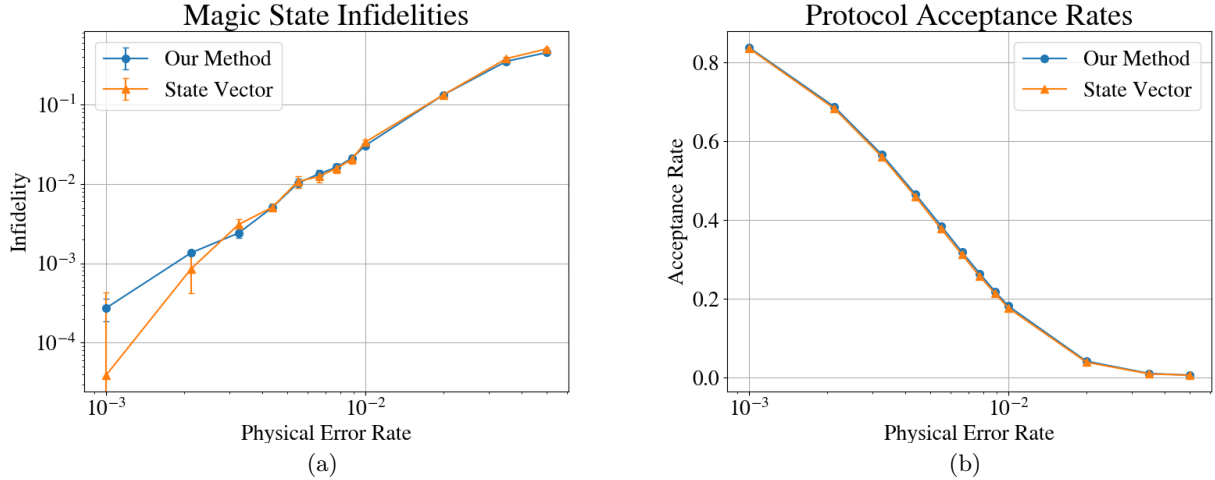 Magic State Infidelities
Our Method
State Vector
10⁻¹
10⁻²
10⁻³
10⁻⁴
Infidelity
10⁻³
10⁻²
Physical Error Rate
(a)
Protocol Acceptance Rates
Our Method
State Vector
0.8
0.6
0.4
0.2
0.0
Acceptance Rate
10⁻³
10⁻²
Physical Error Rate
(b)